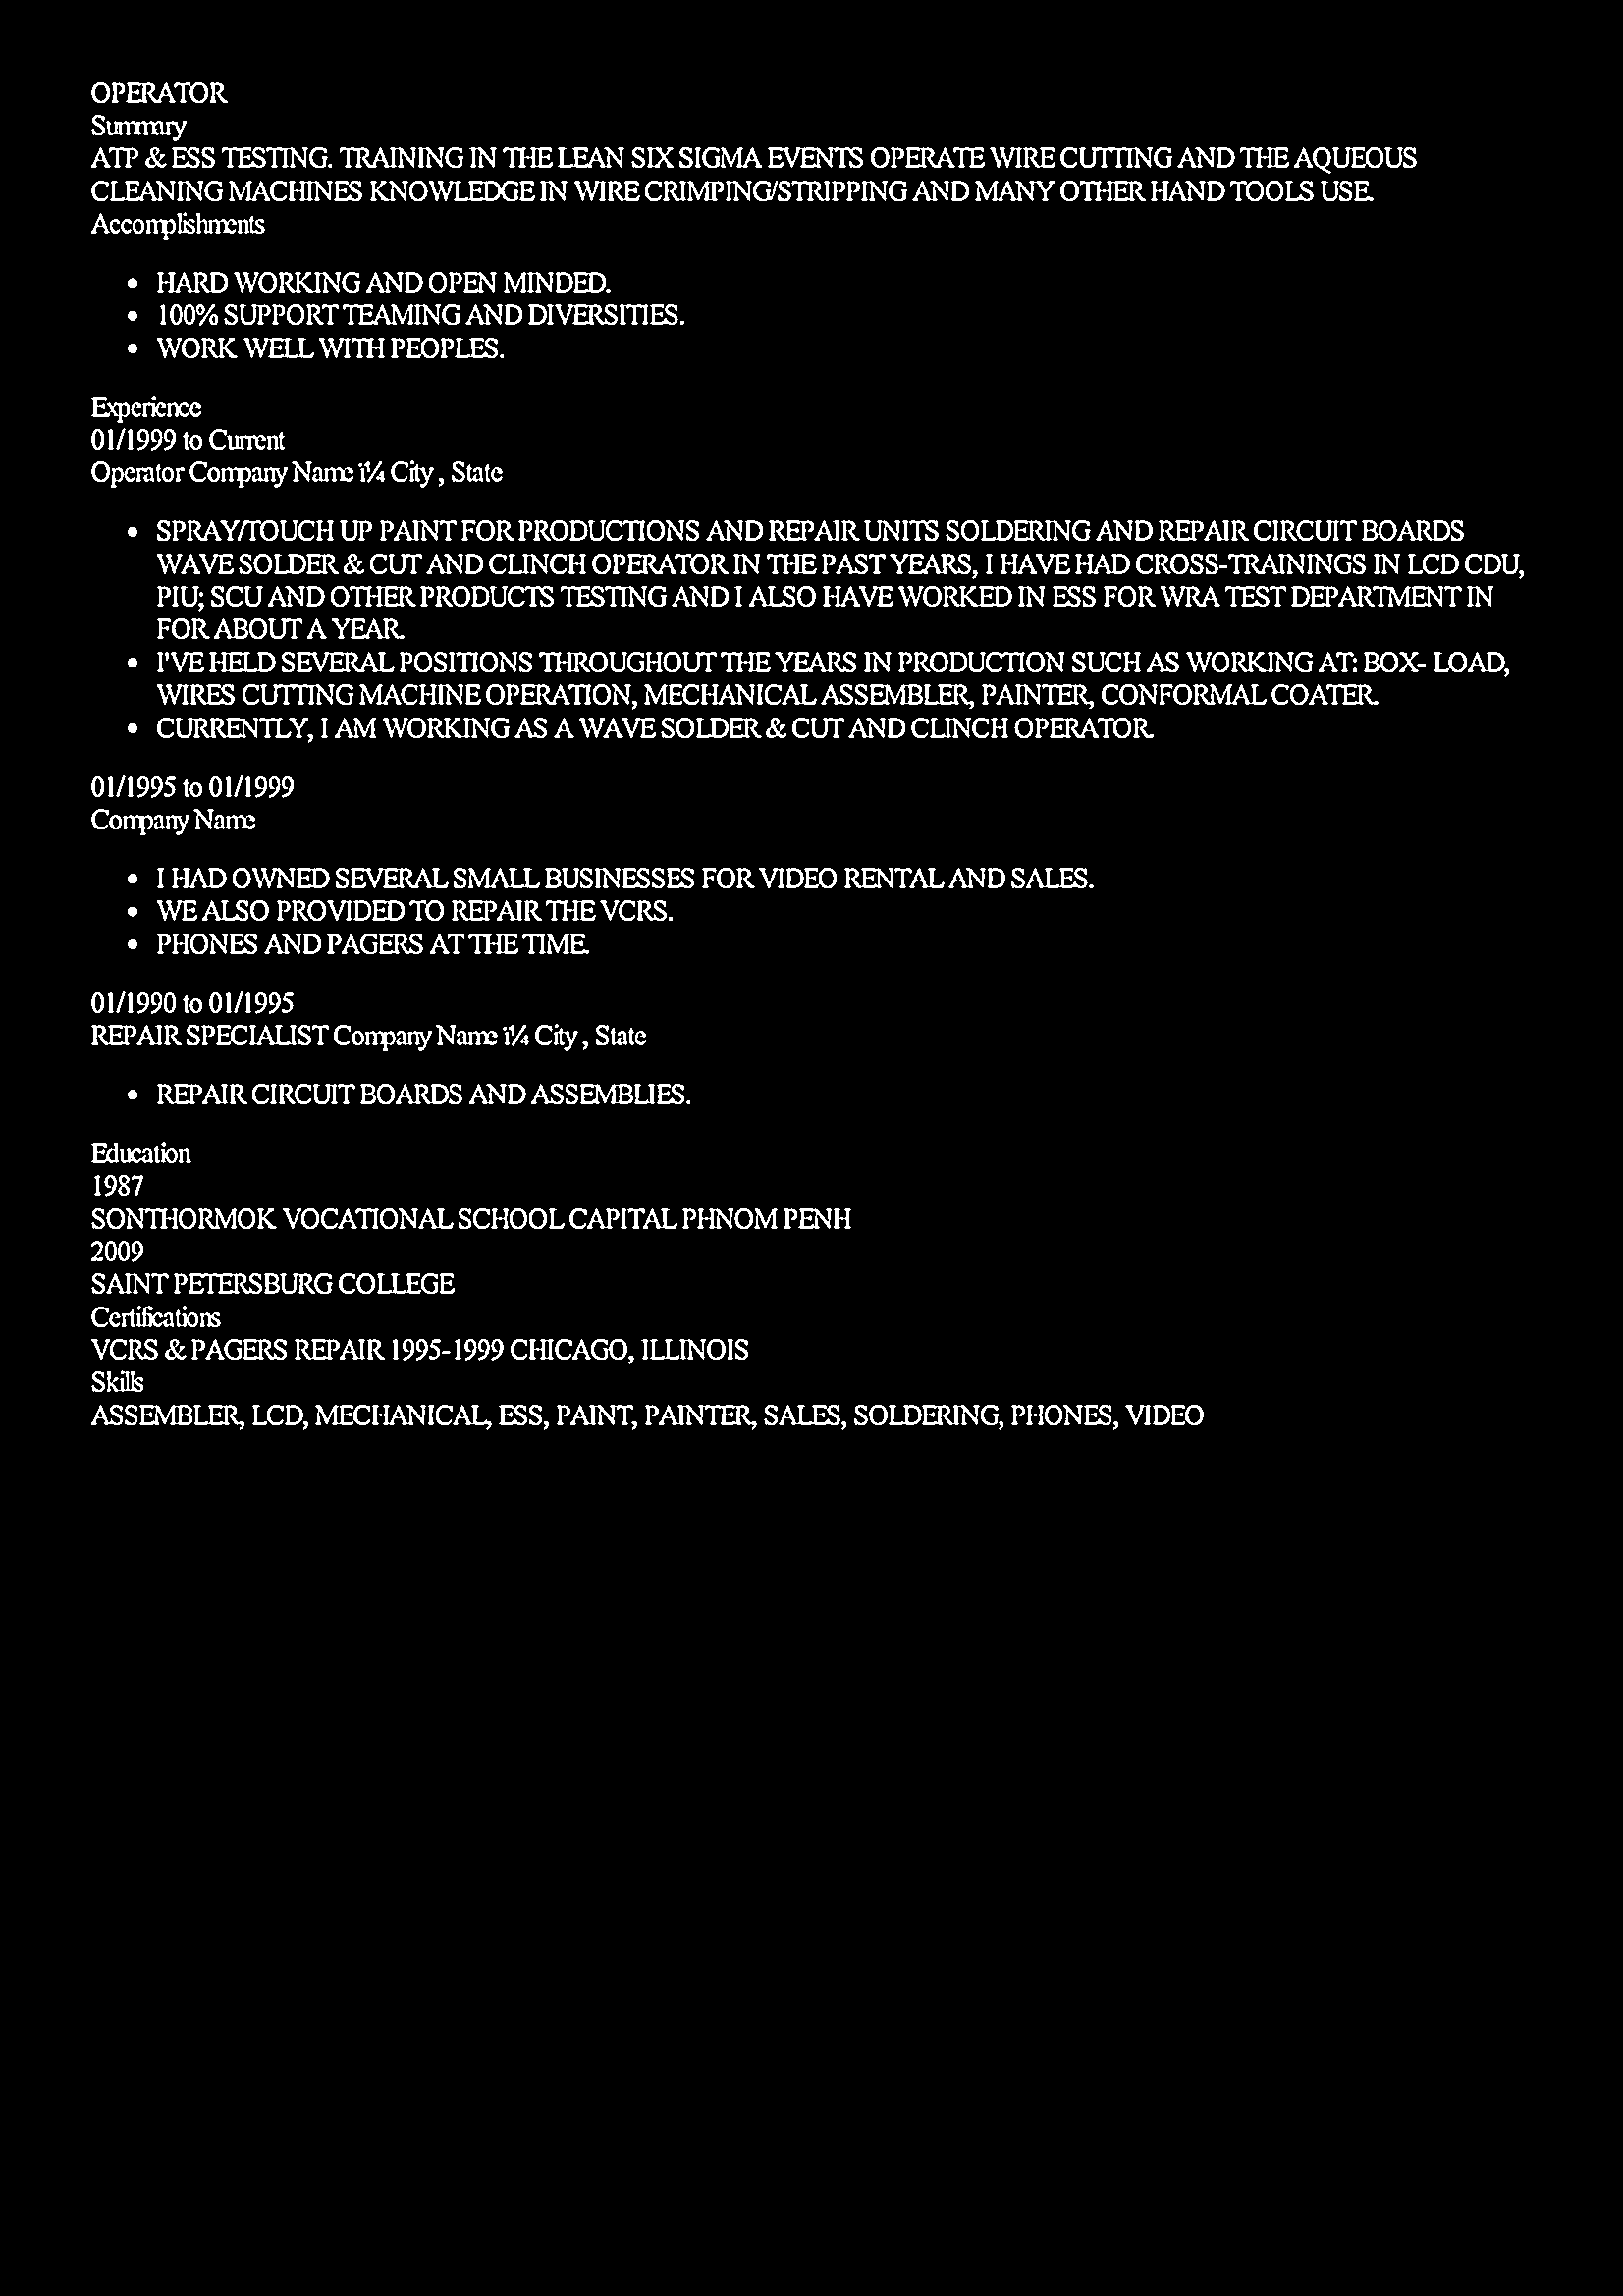 OPERATOR
Summary
ATP & ESS TESTING. TRAINING IN THE LEAN SIX SIGMA EVENTS OPERATE WIRE CUTTING AND THE AQUEOUS
CLEANING MACHINES KNOWLEDGE IN WIRE CRIMPING/STRIPPING AND MANY OTHER HAND TOOLS USE.
Accomplishments
• HARD WORKING AND OPEN MINDED.
• 100% SUPPORT TEAMING AND DIVERSITIES.
• WORK WELL WITH PEOPLES.
Experience
01/1999 to Current
Operator Company Name ï¼ City , State
• SPRAY/TOUCH UP PAINT FOR PRODUCTIONS AND REPAIR UNITS SOLDERING AND REPAIR CIRCUIT BOARDS
WAVE SOLDER & CUT AND CLINCH OPERATOR IN THE PAST YEARS, I HAVE HAD CROSS-TRAININGS IN LCD CDU,
PIU; SCU AND OTHER PRODUCTS TESTING AND I ALSO HAVE WORKED IN ESS FOR WRA TEST DEPARTMENT IN
FOR ABOUT A YEAR.
• I'VE HELD SEVERAL POSITIONS THROUGHOUT THE YEARS IN PRODUCTION SUCH AS WORKING AT: BOX- LOAD,
WIRES CUTTING MACHINE OPERATION, MECHANICAL ASSEMBLER, PAINTER, CONFORMAL COATER.
• CURRENTLY, I AM WORKING AS A WAVE SOLDER & CUT AND CLINCH OPERATOR.
01/1995 to 01/1999
Company Name
• I HAD OWNED SEVERAL SMALL BUSINESSES FOR VIDEO RENTAL AND SALES.
• WE ALSO PROVIDED TO REPAIR THE VCRS.
• PHONES AND PAGERS AT THE TIME.
01/1990 to 01/1995
REPAIR SPECIALIST Company Name ï¼ City , State
• REPAIR CIRCUIT BOARDS AND ASSEMBLIES.
Education
1987
SONTHORMOK VOCATIONAL SCHOOL CAPITAL PHNOM PENH
2009
SAINT PETERSBURG COLLEGE
Certifications
VCRS & PAGERS REPAIR 1995-1999 CHICAGO, ILLINOIS
Skills
ASSEMBLER, LCD, MECHANICAL, ESS, PAINT, PAINTER, SALES, SOLDERING, PHONES, VIDEO